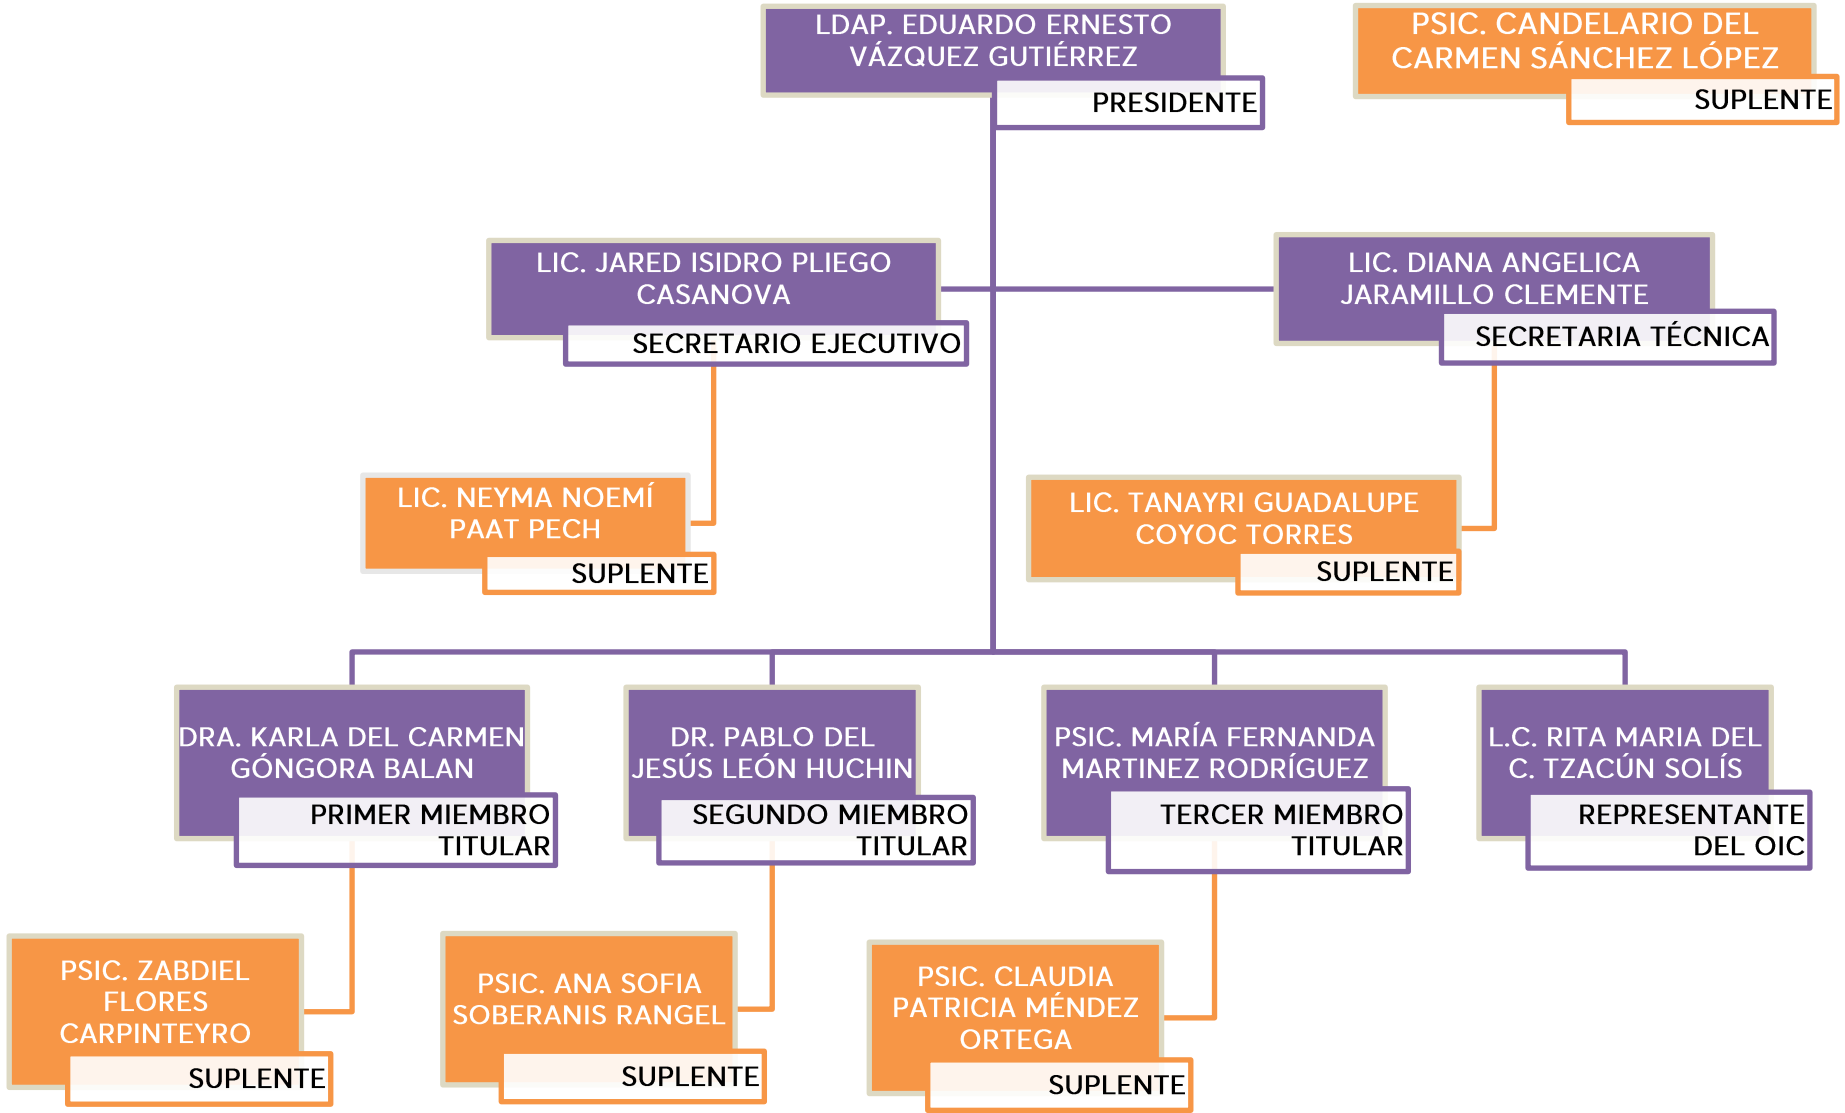 LDAP. EDUARDO ERNESTO
VÁZQUEZ GUTIÉRREZ
PRESIDENTE
PSIC. CANDELARIO DEL
CARMEN SÁNCHEZ LÓPEZ
SUPLENTE
LIC. JARED ISIDRO PLIEGO
CASANOVA
SECRETARIO EJECUTIVO
LIC. DIANA ANGELICA
JARAMILLO CLEMENTE
SECRETARIA TÉCNICA
LIC. NEYMA NOEMÍ
PAAT PECH
SUPLENTE
LIC. TANAYRI GUADALUPE
COYOC TORRES
SUPLENTE
DRA. KARLA DEL CARMEN
GÓNGORA BALAN
PRIMER MIEMBRO
TITULAR
DR. PABLO DEL
JESÚS LEÓN HUCHIN
SEGUNDO MIEMBRO
TITULAR
PSIC. MARÍA FERNANDA
MARTINEZ RODRÍGUEZ
TERCER MIEMBRO
TITULAR
L.C. RITA MARIA DEL
C. TZACÚN SOLÍS
REPRESENTANTE
DEL OIC
PSIC. ZABDIEL
FLORES
CARPINTEYRO
SUPLENTE
PSIC. ANA SOFIA
SOBERANIS RANGEL
SUPLENTE
PSIC. CLAUDIA
PATRICIA MÉNDEZ
ORTEGA
SUPLENTE